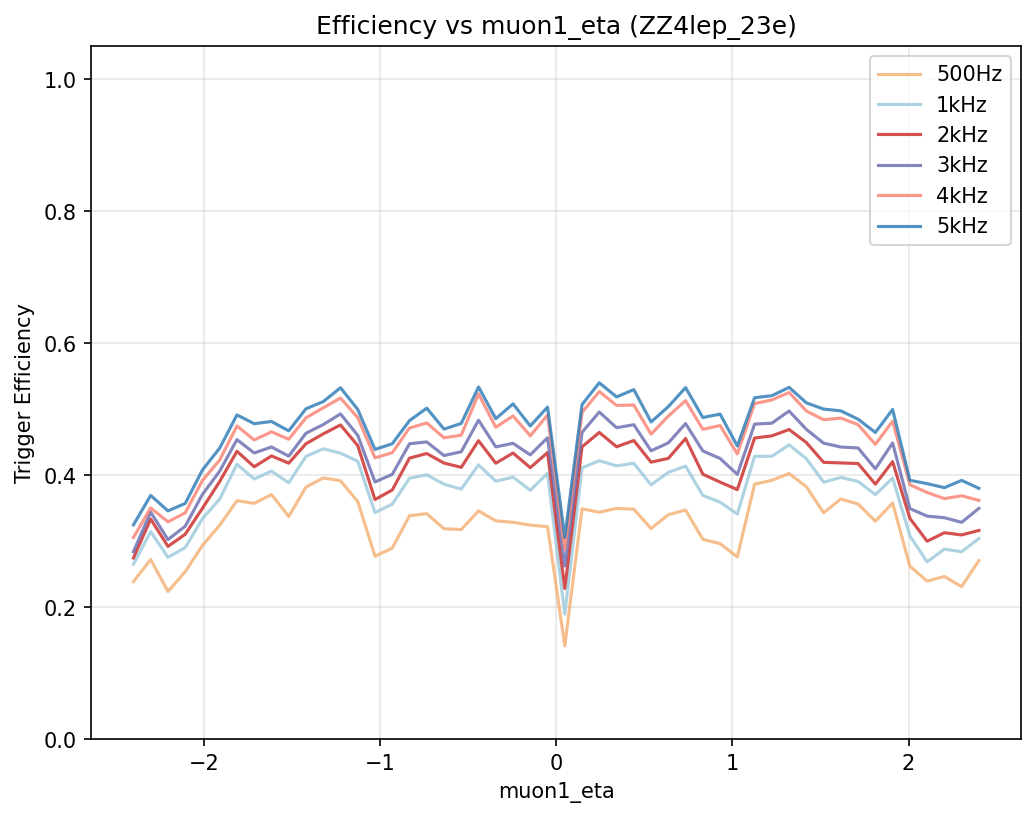 Efficiency vs muon1_eta (ZZ4lep_23e)
1.0
0.8
0.6
0.4
0.2
0.0
Trigger Efficiency
500Hz
1kHz
2kHz
3kHz
4kHz
5kHz
−2
−1
0
1
2
muon1_eta